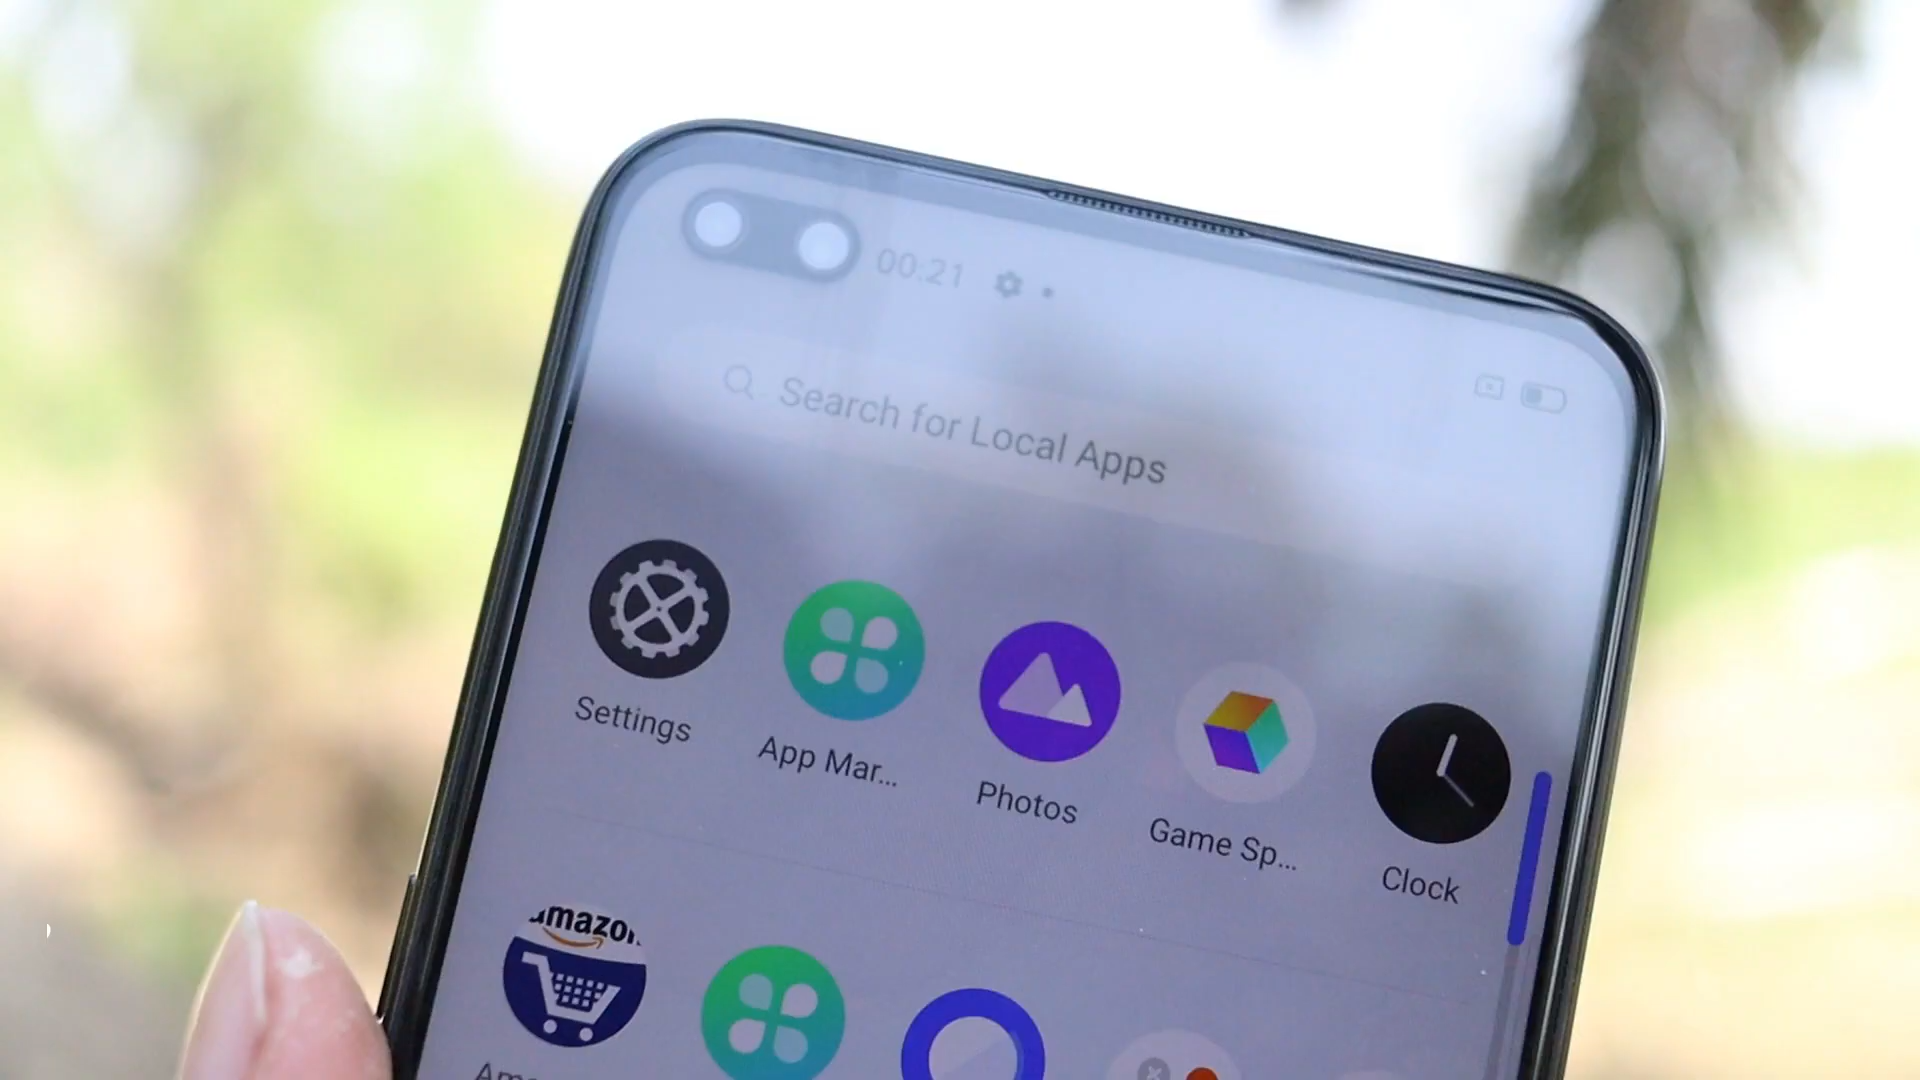 00:21
Search for Local Apps
Settings
App Mar...
Photos
Game Sp...
Clock
amazon